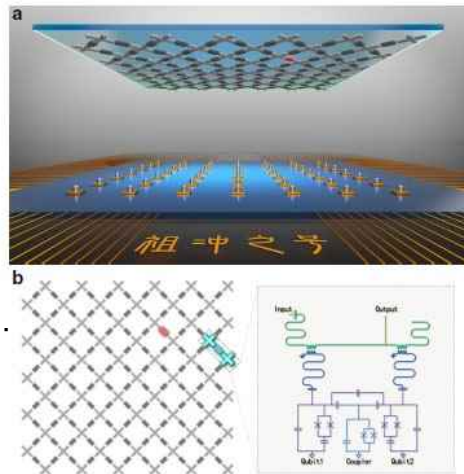 a
祖冲之号
b
Input Output
Qubit1 Coupler Qubit2